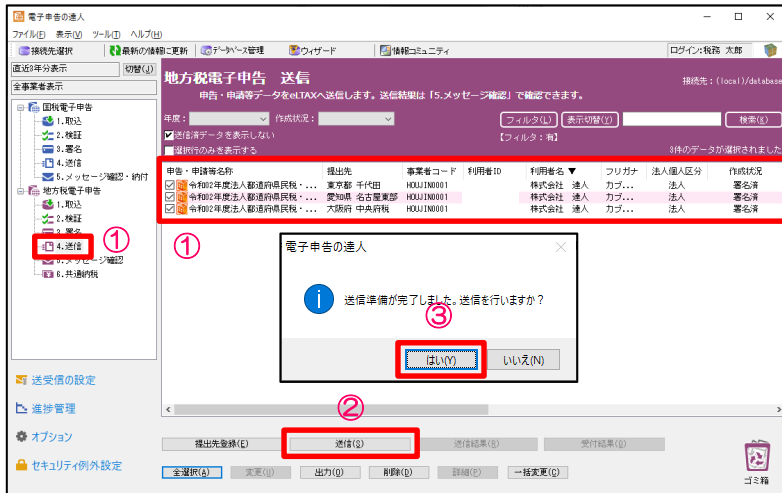 電子申告の達人
ファイル(F) 表示(V) ツール(T) ヘルプ(H)
接続先選択 最新の情報に更新 データベース管理 ウィザード 情報コミュニティ ログイン:税務 太郎
直近3年分表示 切替(J)
全事業者表示
国税電子申告
1.取込
2.検証
3.署名
4.送信
5.メッセージ確認・納付
地方税電子申告
1.取込
2.検証
3.署名
4.送信
5.メッセージ確認
6.共通納税
①
送受信の設定
進捗管理
オプション
セキュリティ例外設定
地方税電子申告 送信
接続先:(local)/database
申告・申請等データをeLTAXへ送信します。送信結果は「5.メッセージ確認」で確認できます。
年度: 作成状況: フィルタ(L) 表示切替(Y) 検索(S)
送信済データを表示しない 【フィルタ:有】
選択行のみを表示する 3件のデータが選択されました
申告・申請等名称 提出先 事業者コード 利用者ID 利用者名 ▼ フリガナ 法人個人区分 作成状況
令和02年度法人都道府県民税・... 東京都 千代田 HOUJIN0001 株式会社 達人 カブ... 法人 署名済
令和02年度法人都道府県民税・... 愛知県 名古屋東部 HOUJIN0001 株式会社 達人 カブ... 法人 署名済
令和02年度法人都道府県民税・... 大阪府 中央府税 HOUJIN0001 株式会社 達人 カブ... 法人 署名済
①
電子申告の達人
送信準備が完了しました。送信を行いますか?
③
はい(Y) いいえ(N)
②
提出先登録(E) 送信(S) 送信結果(R) 受付結果(O)
全選択(A) 変更(U) 出力(O) 削除(D) 詳細(P) 一括変更(C)
ゴミ箱